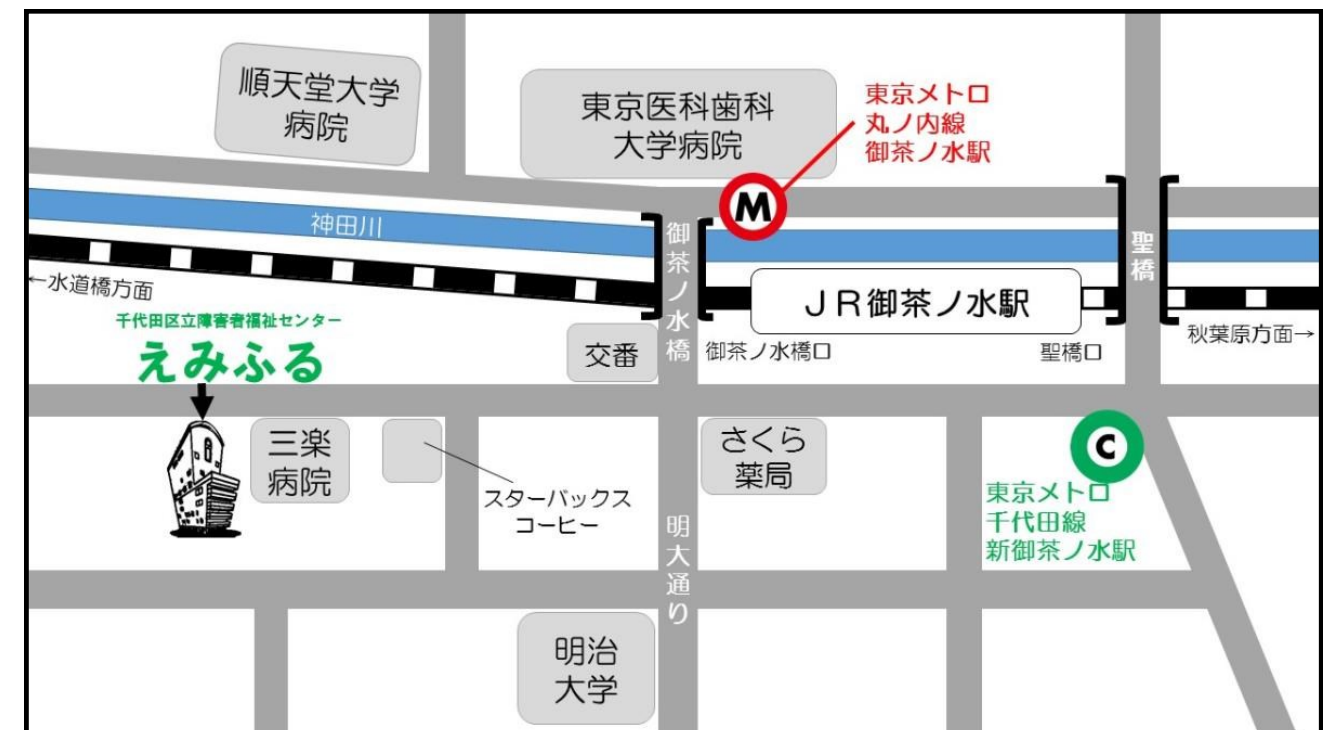 順天堂大学
病院
東京医科歯科
大学病院
東京メトロ
丸ノ内線
御茶ノ水駅
M
神田川
御茶ノ水橋
聖橋
←水道橋方面
JR御茶ノ水駅
秋葉原方面→
千代田区立障害者福祉センター
えみふる
交番
御茶ノ水橋口
聖橋口
三楽
病院
スターバックス
コーヒー
さくら
薬局
C
東京メトロ
千代田線
新御茶ノ水駅
明大通り
明治
大学